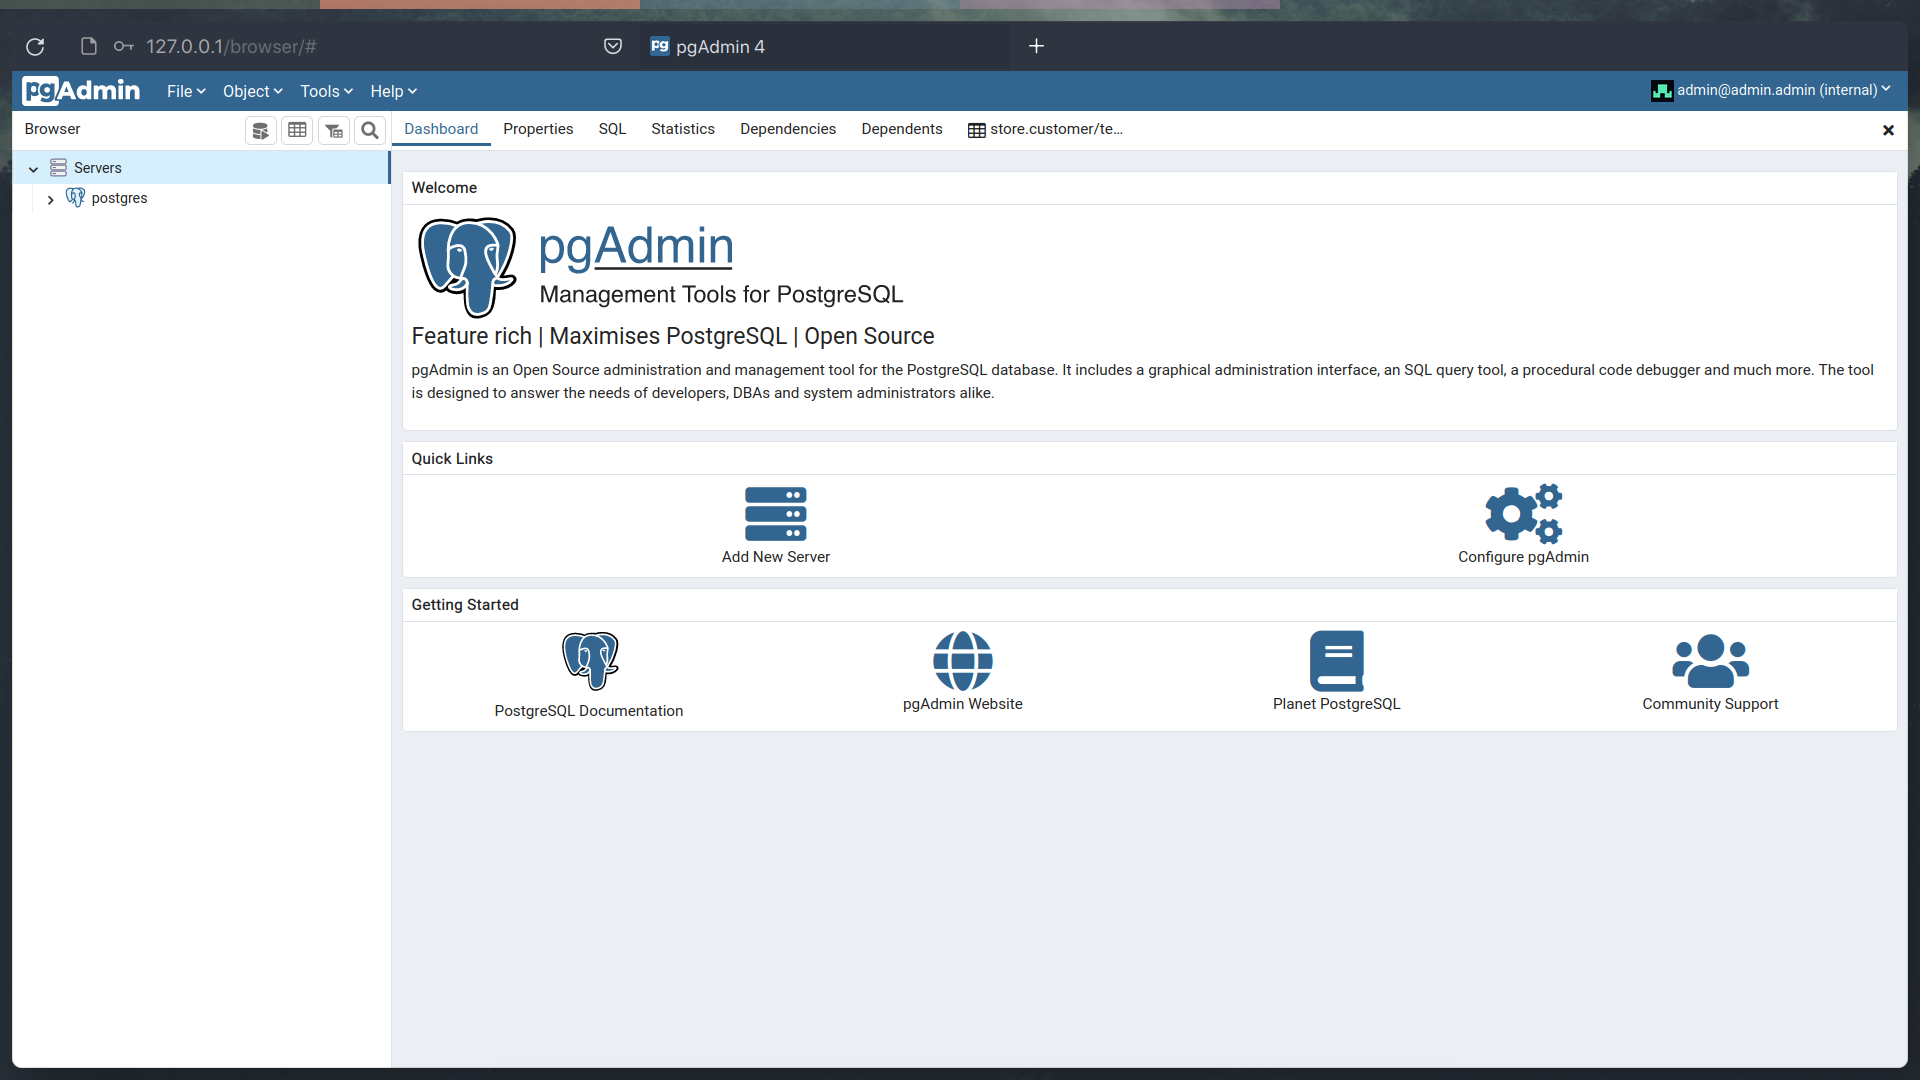 127.0.0.1/browser/#
pg pgAdmin 4
pgAdmin File Object Tools Help admin@admin.admin (internal)
Browser
Dashboard Properties SQL Statistics Dependencies Dependents store.customer/te...
Servers
postgres
Welcome
pgAdmin
Management Tools for PostgreSQL
Feature rich | Maximises PostgreSQL | Open Source
pgAdmin is an Open Source administration and management tool for the PostgreSQL database. It includes a graphical administration interface, an SQL query tool, a procedural code debugger and much more. The tool
is designed to answer the needs of developers, DBAs and system administrators alike.
Quick Links
Add New Server
Configure pgAdmin
Getting Started
PostgreSQL Documentation
pgAdmin Website
Planet PostgreSQL
Community Support